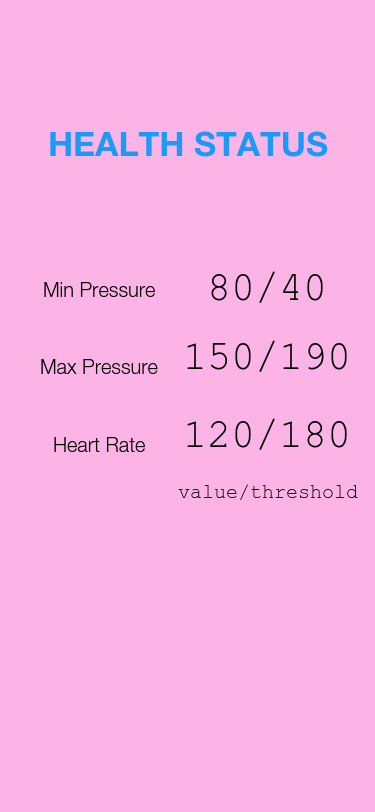 HEALTH STATUS
Min Pressure 80/40
Max Pressure 150/190
Heart Rate 120/180
value/threshold